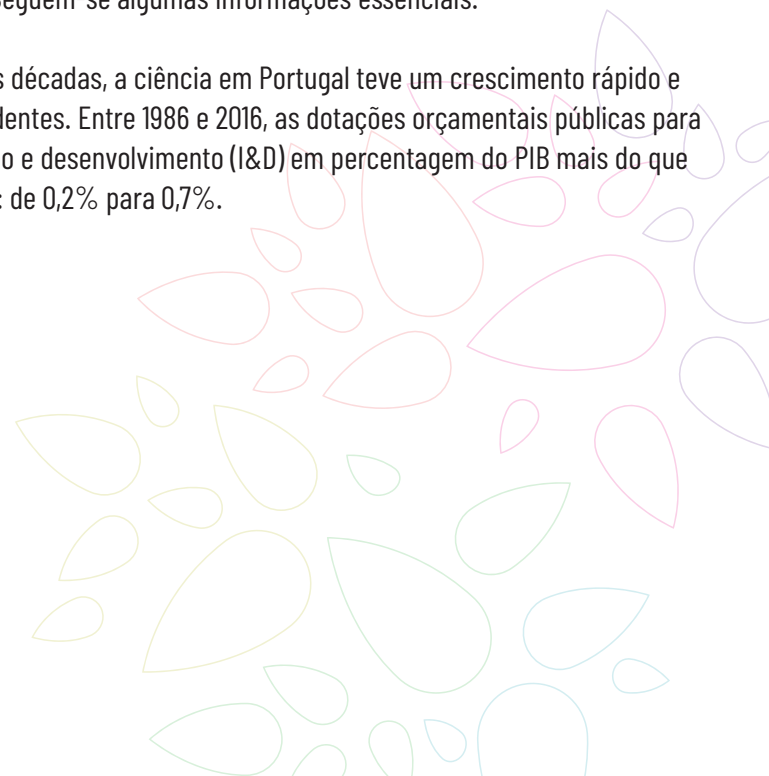 Seguem-se algumas informações essenciais.
s décadas, a ciência em Portugal teve um crescimento rápido e
dentes. Entre 1986 e 2016, as dotações orçamentais públicas para
o e desenvolvimento (I&D) em percentagem do PIB mais do que
: de 0,2% para 0,7%.